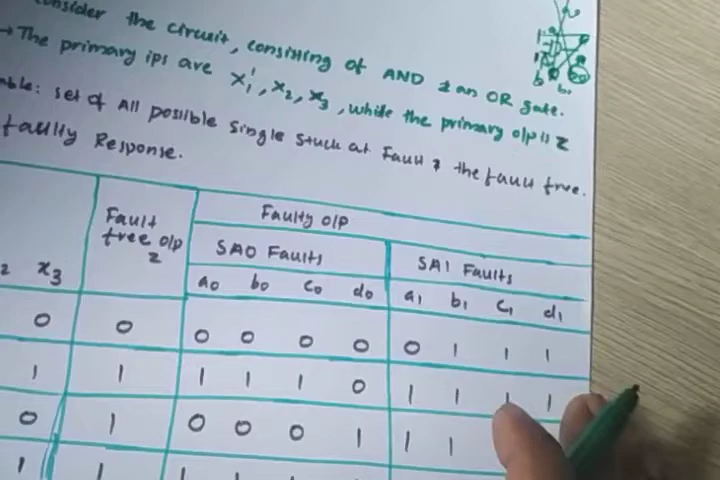 consider the circuit, consisting of AND & an OR gate.
→ The primary ips are x₁', x₂, x₃, while the primary o/p is z
able: set of All possible Single stuck at Fault & the fault free.
faulty Response.
Fault free o/p z
Faulty o/p
SA0 Faults
SA1 Faults
2 x₃ a₀ b₀ c₀ d₀ a₁ b₁ c₁ d₁
0 0 0 0 0 0 0 1 1 1
1 1 1 1 1 0 1 1 1 1
0 1 0 0 0 1 1 1
1 1